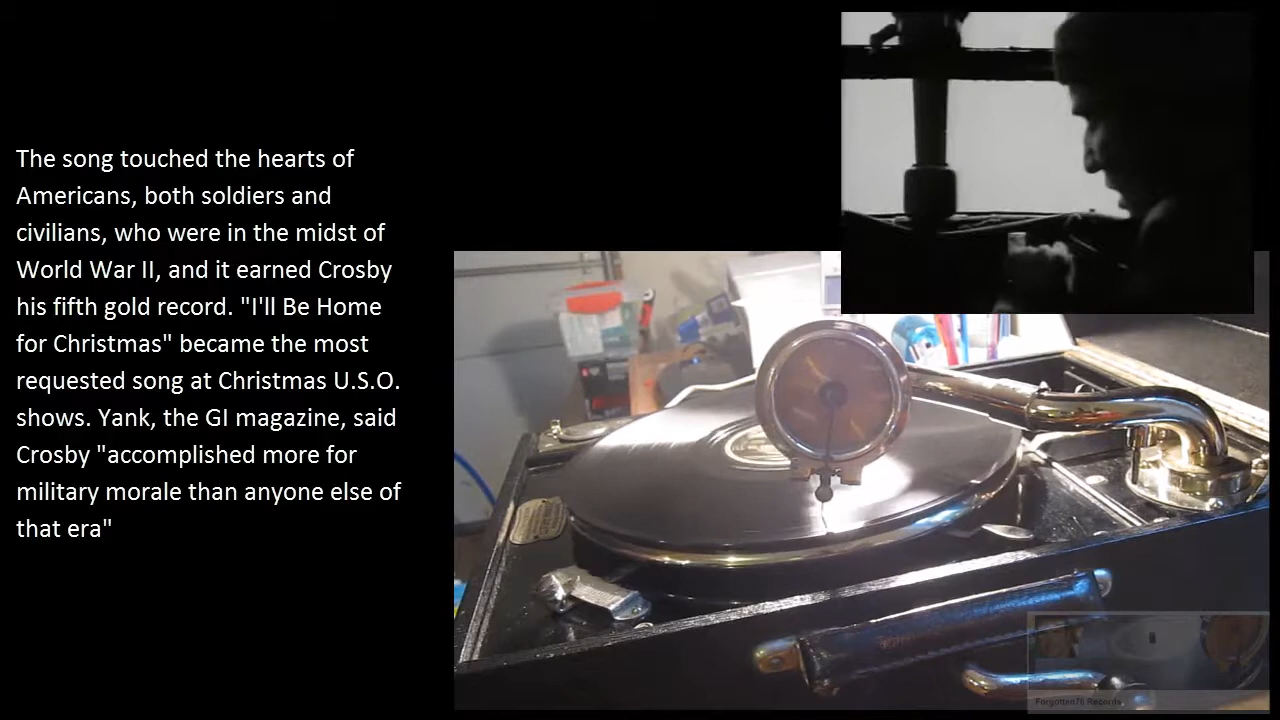 The song touched the hearts of
Americans, both soldiers and
civilians, who were in the midst of
World War II, and it earned Crosby
his fifth gold record. "I'll Be Home
for Christmas" became the most
requested song at Christmas U.S.O.
shows. Yank, the GI magazine, said
Crosby "accomplished more for
military morale than anyone else of
that era"
Forgotten78 Records